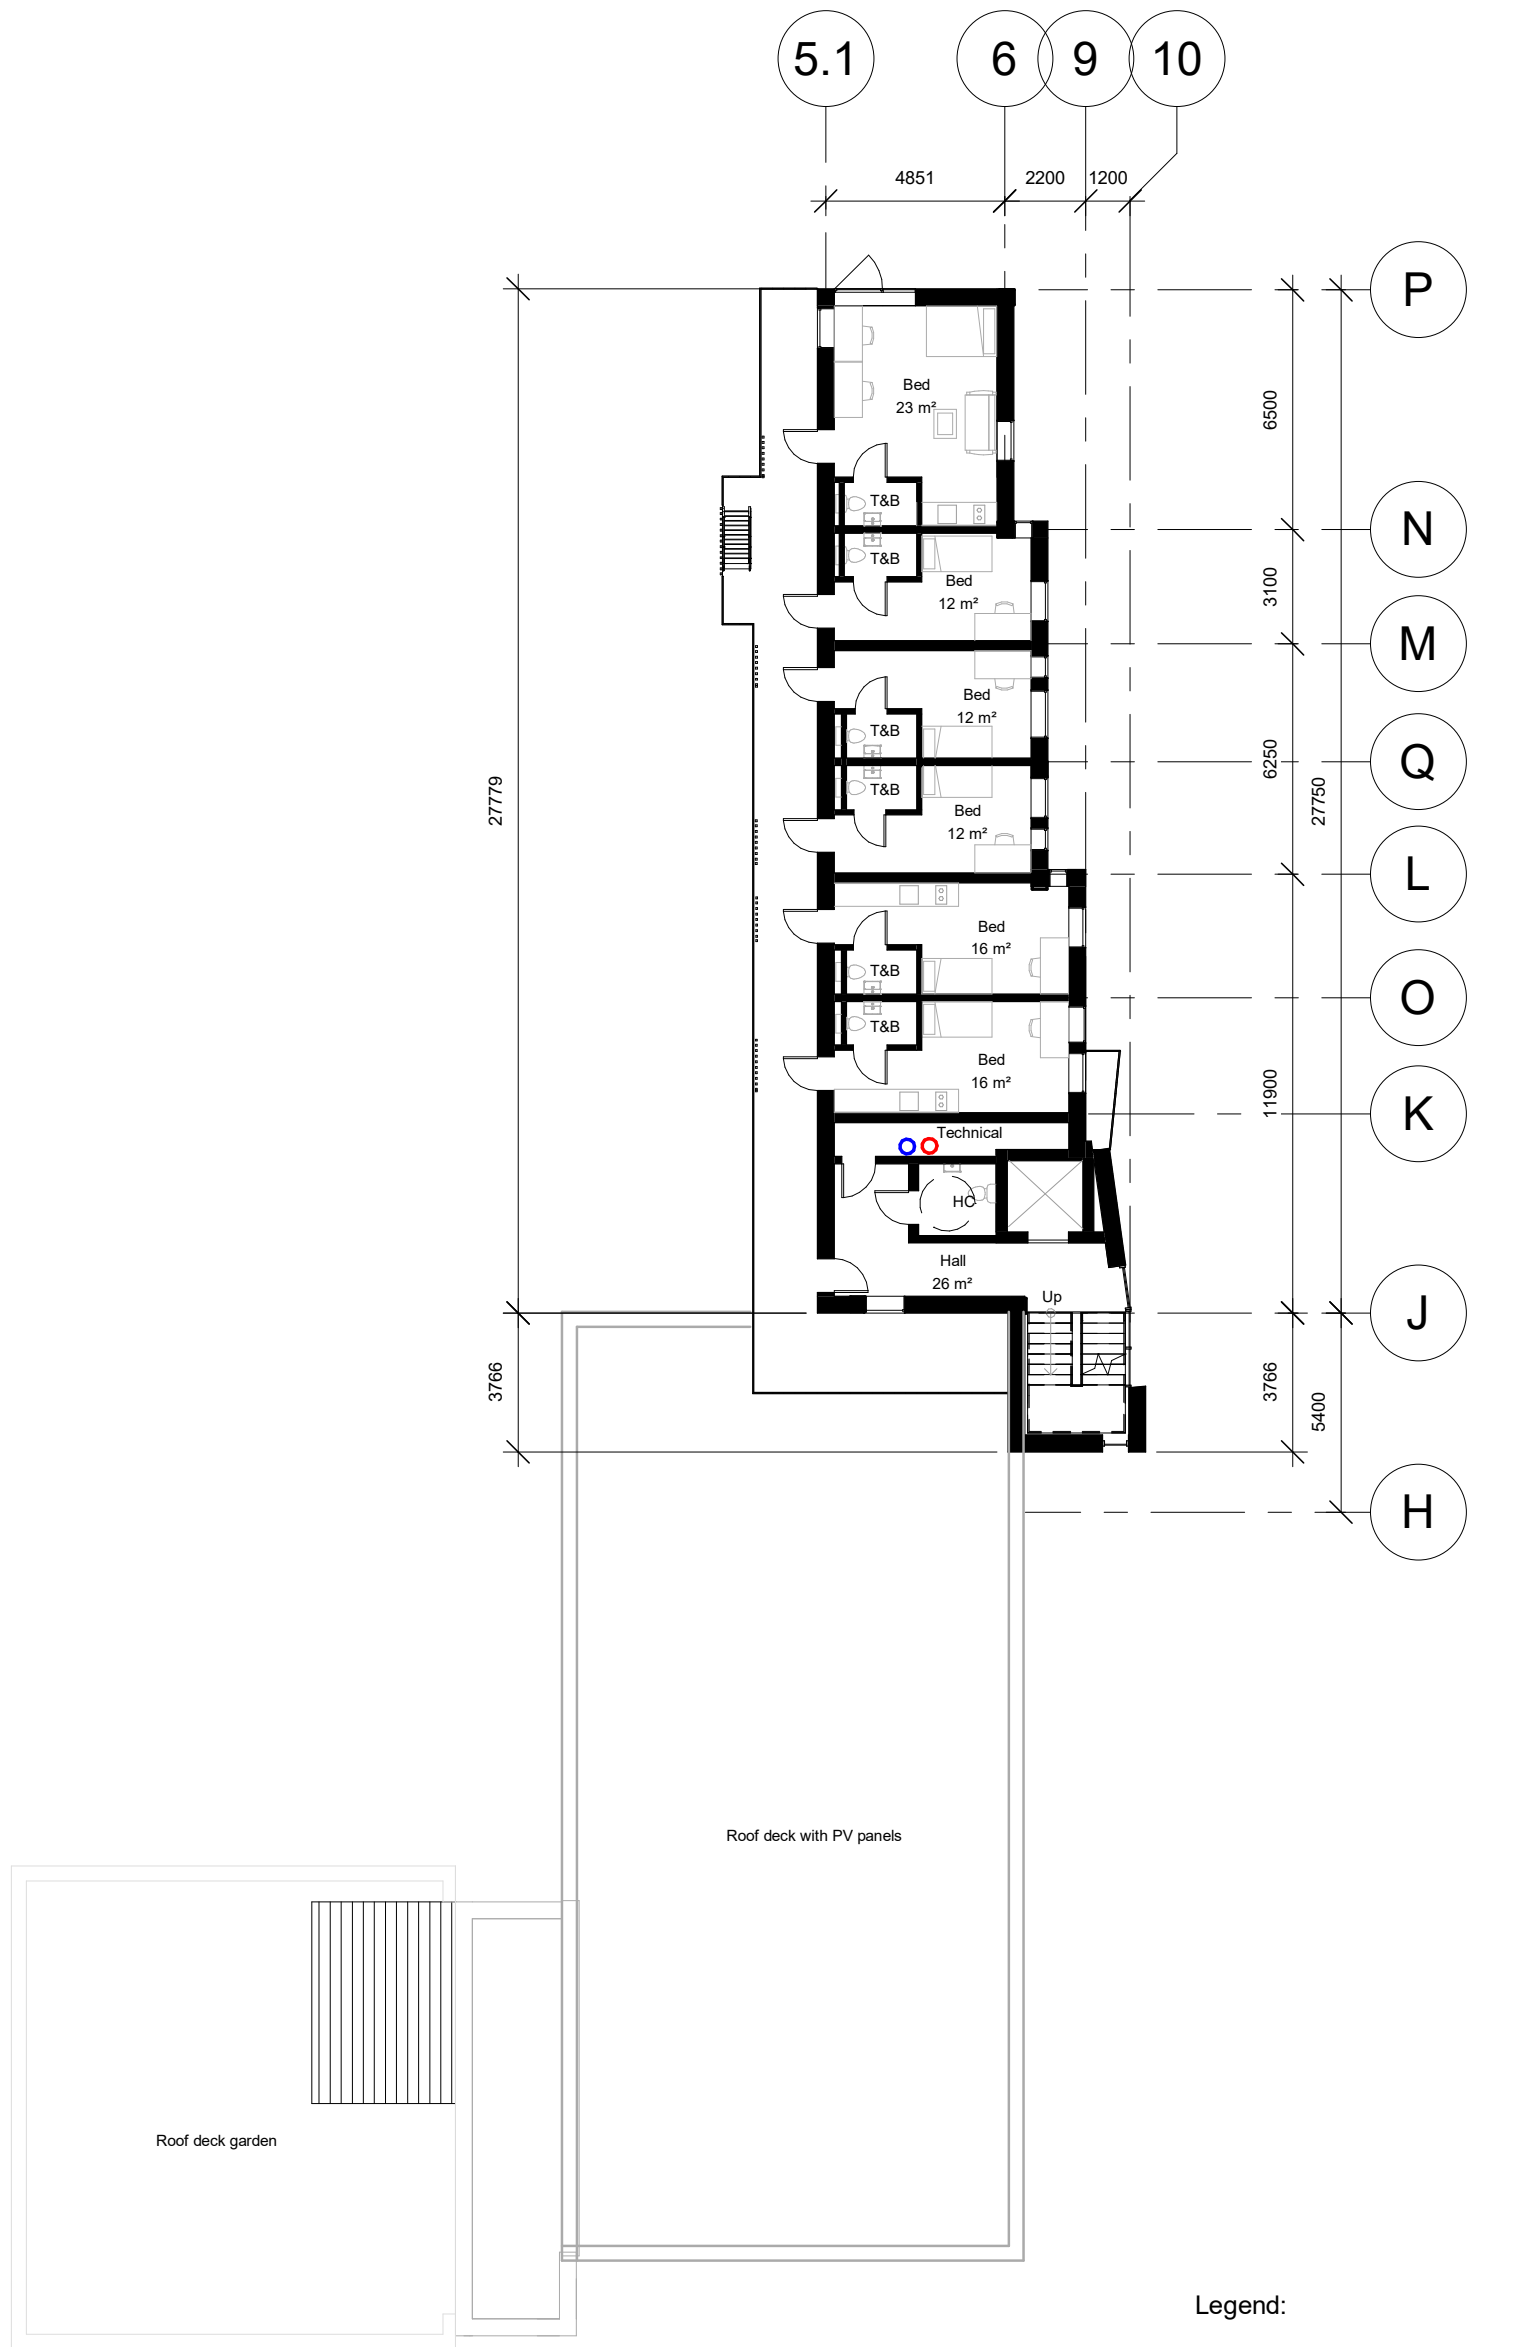 5.1
6
9
10
4851
2200
1200
P
6500
Bed
23 m²
T&B
N
T&B
Bed
12 m²
3100
M
Bed
12 m²
T&B
Q
6250
27779
27750
T&B
Bed
12 m²
L
Bed
16 m²
T&B
O
T&B
Bed
16 m²
11900
K
Technical
HC
Hall
26 m²
Up
J
3766
3766
5400
H
Roof deck with PV panels
Roof deck garden
Legend: